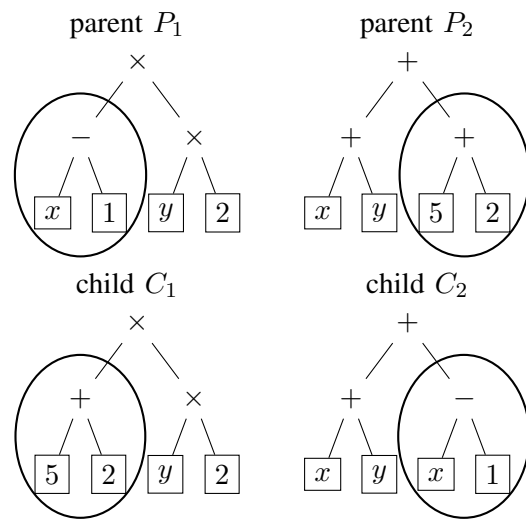 parent P₁ parent P₂
× +
− × + +
x 1 y 2 x y 5 2
child C₁ child C₂
× +
+ × + −
5 2 y 2 x y x 1